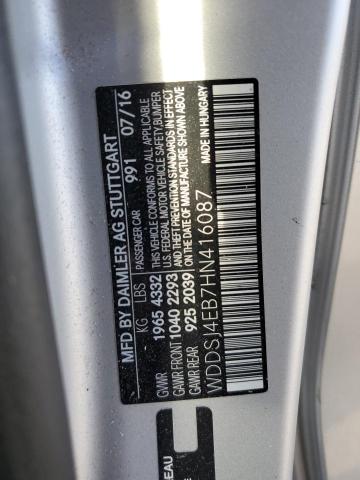 MFD BY DAIMLER AG STUTTGART
991 07/16
PASSENGER CAR
KG LBS
GVWR 1965 4332
GAWR FRONT 1040 2293
GAWR REAR 925 2039
THIS VEHICLE CONFORMS TO ALL APPLICABLE
U.S. FEDERAL MOTOR VEHICLE SAFETY, BUMPER
AND THEFT PREVENTION STANDARDS IN EFFECT
ON THE DATE OF MANUFACTURE SHOWN ABOVE
MADE IN HUNGARY
WDDSJ4EB7HN416087
C
REAU